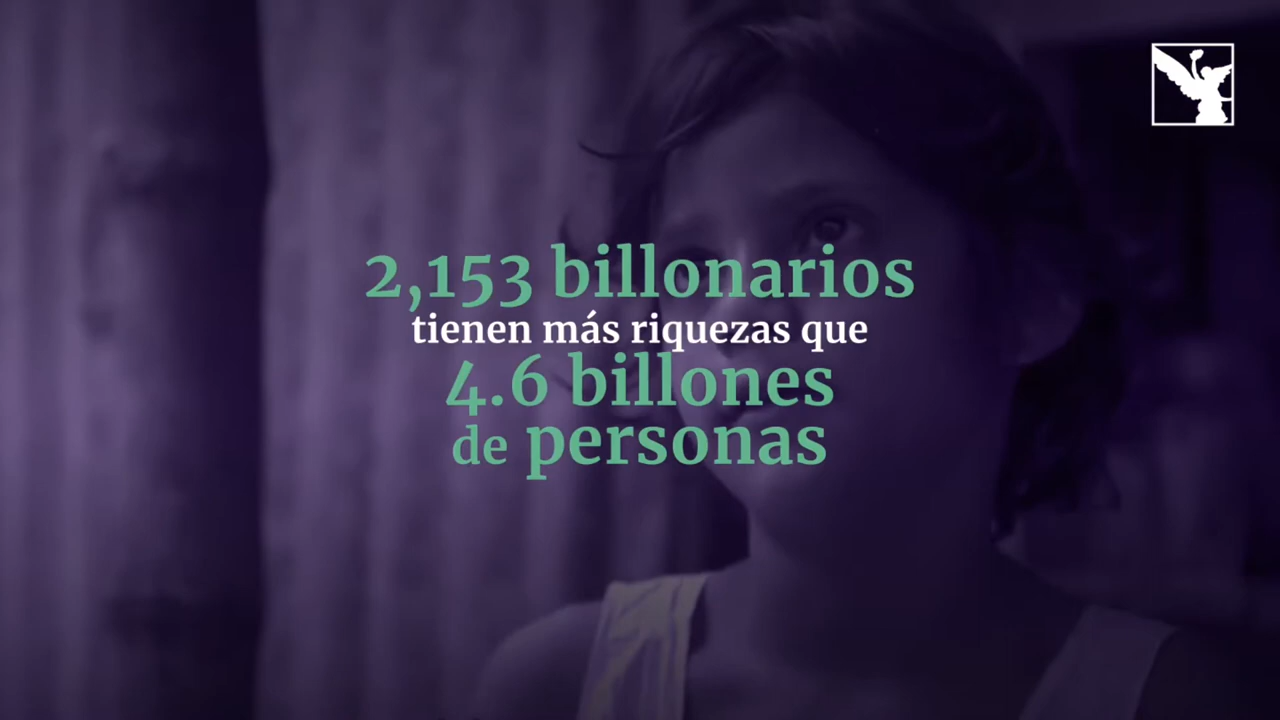 2,153 billonarios
tienen más riquezas que
4.6 billones
de personas